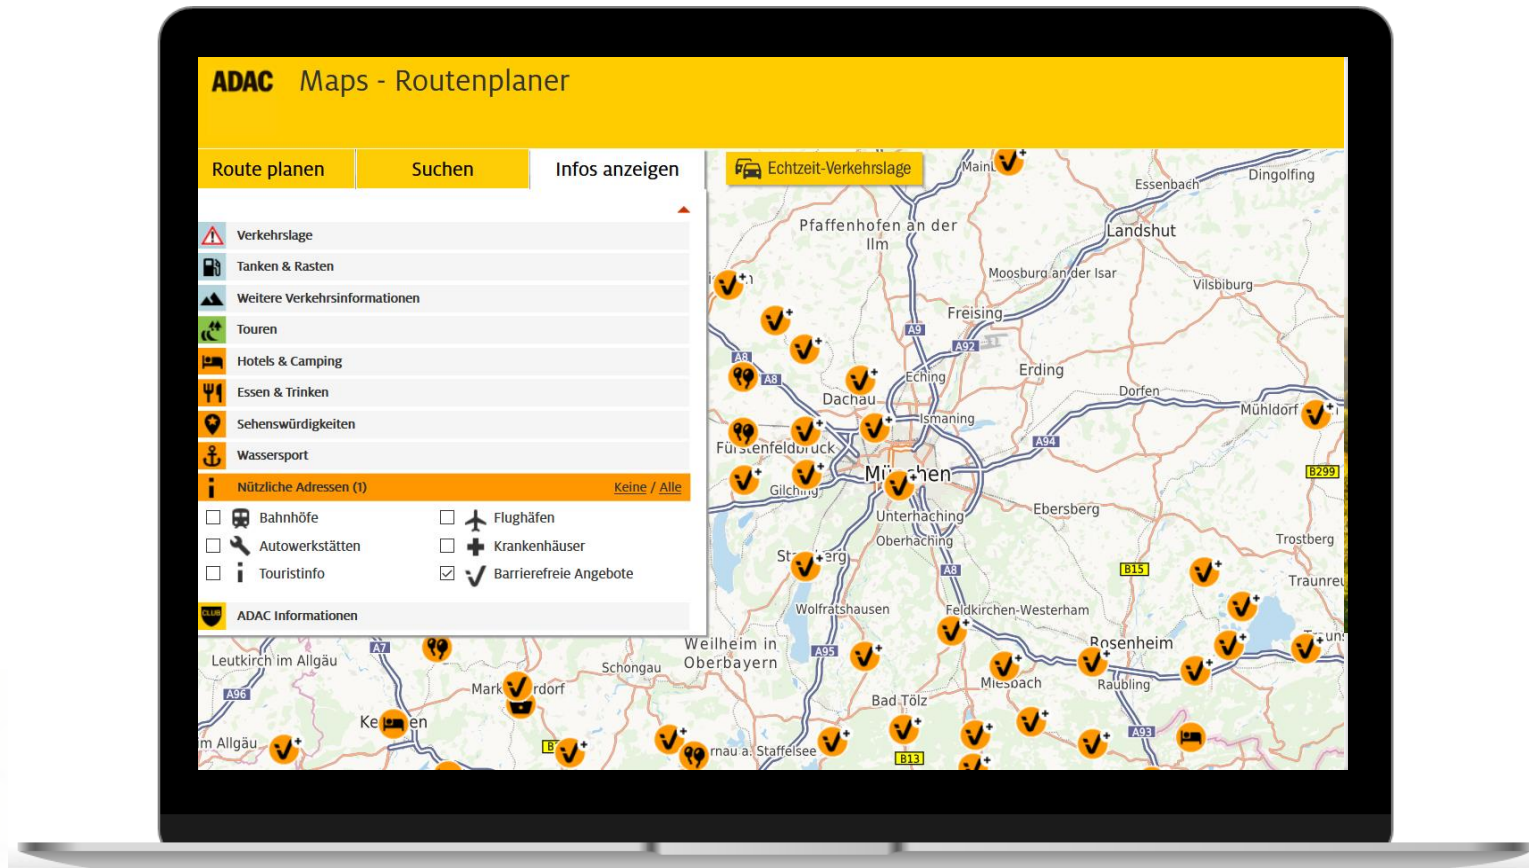 ADAC Maps - Routenplaner
Route planen
Suchen
Infos anzeigen
Verkehrslage
Tanken & Rasten
Weitere Verkehrsinformationen
Touren
Hotels & Camping
Essen & Trinken
Sehenswürdigkeiten
Wassersport
Nützliche Adressen (1) Keine / Alle
Bahnhöfe
Flughäfen
Autowerkstätten
Krankenhäuser
Touristinfo
Barrierefreie Angebote
CLUB
ADAC Informationen
Echtzeit-Verkehrslage
Essenbach
Dingolfing
Pfaffenhofen an der
Ilm
Landshut
Moosburg an der Isar
Vilsbiburg
Freising
A9
A92
A8
A8
Eching
Erding
Dachau
Dorfen
Mühldorf
Ismaning
Fürstenfeldbruck
A94
München
B299
Gilching
Unterhaching
Ebersberg
Oberhaching
Trostberg
A8
B15
Wolfratshausen
Feldkirchen-Westerham
A7
Weilheim in
Oberbayern
A95
Rosenheim
Leutkirch im Allgäu
Schongau
Miesbach
Raubling
A96
Bad Tölz
A93
B13